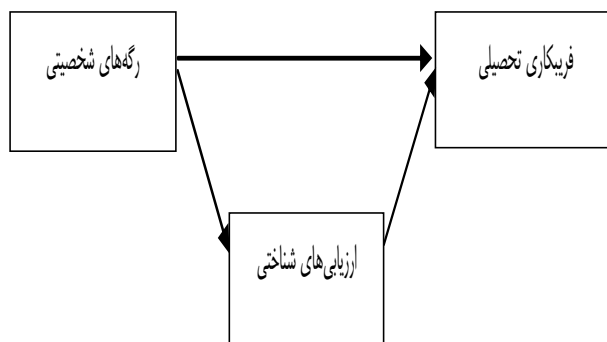 رگه‌های شخصیتی
فریبکاری تحصیلی
ارزیابی‌های شناختی